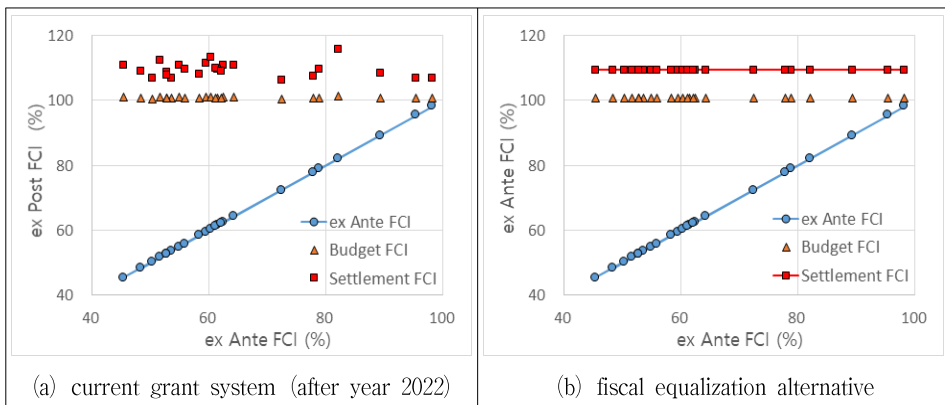 120
100
80
60
40
ex Post FCI (%)
ex Ante FCI
Budget FCI
Settlement FCI
40
60
80
100
ex Ante FCI (%)
(a) current grant system (after year 2022)
120
100
80
60
40
ex Ante FCI (%)
ex Ante FCI
Budget FCI
Settlement FCI
40
60
80
100
ex Ante FCI (%)
(b) fiscal equalization alternative